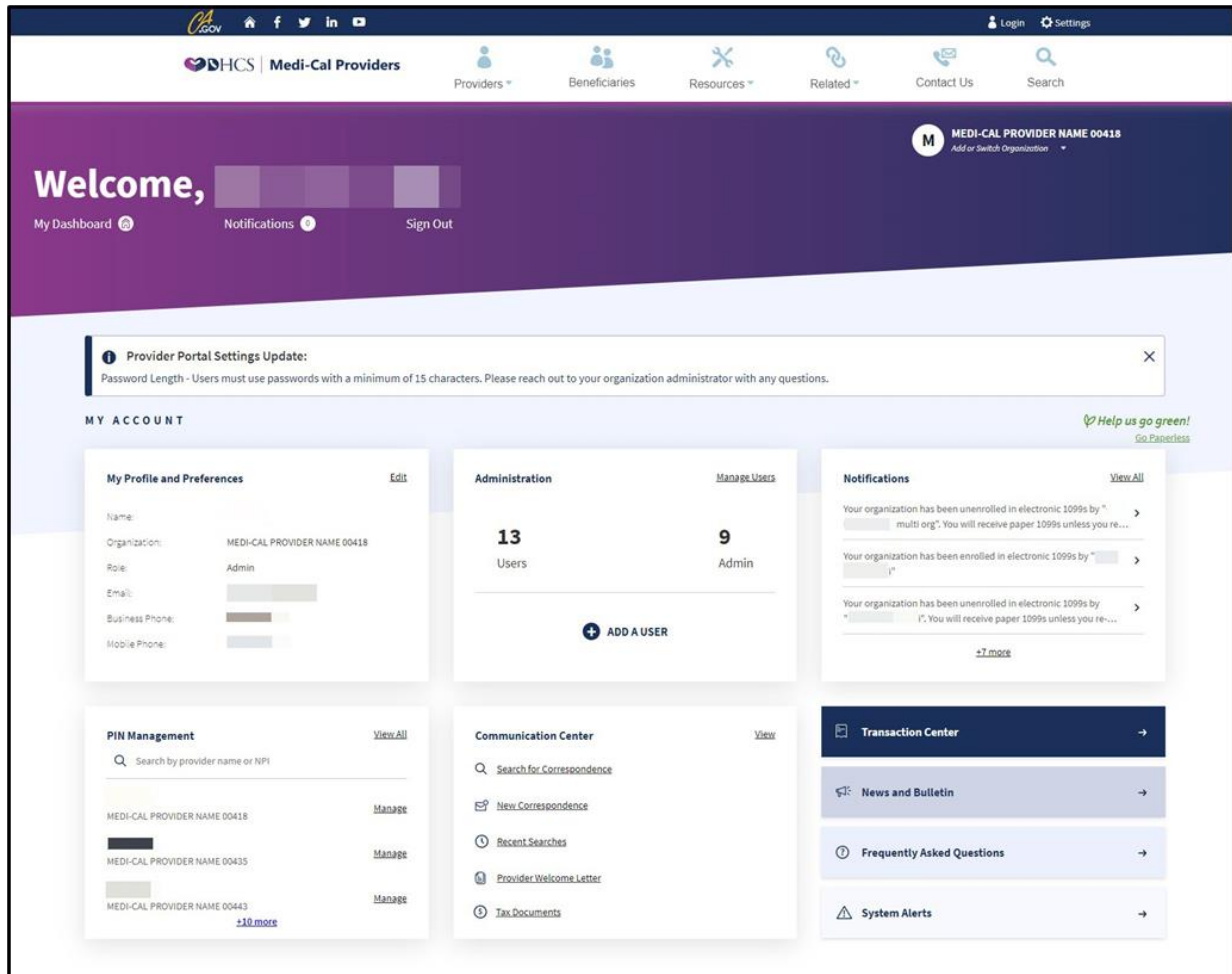 CA.GOV
Login
Settings
DHCS | Medi-Cal Providers
Providers
Beneficiaries
Resources
Related
Contact Us
Search
M
MEDI-CAL PROVIDER NAME 00418
Add or Switch Organization
Welcome,
My Dashboard
Notifications 0
Sign Out
Provider Portal Settings Update:
Password Length - Users must use passwords with a minimum of 15 characters. Please reach out to your organization administrator with any questions.
MY ACCOUNT
Help us go green!
Go Paperless
My Profile and Preferences
Edit
Name:
Organization: MEDI-CAL PROVIDER NAME 00418
Role: Admin
Email:
Business Phone:
Mobile Phone:
Administration
Manage Users
13
Users
9
Admin
ADD A USER
Notifications
View All
Your organization has been unenrolled in electronic 1099s by "
multi org". You will receive paper 1099s unless you re...
Your organization has been enrolled in electronic 1099s by "
i"
Your organization has been unenrolled in electronic 1099s by
" i". You will receive paper 1099s unless you re-...
+7 more
PIN Management
View All
Search by provider name or NPI
MEDI-CAL PROVIDER NAME 00418
Manage
MEDI-CAL PROVIDER NAME 00435
Manage
MEDI-CAL PROVIDER NAME 00443
Manage
+10 more
Communication Center
View
Search for Correspondence
New Correspondence
Recent Searches
Provider Welcome Letter
Tax Documents
Transaction Center
News and Bulletin
Frequently Asked Questions
System Alerts